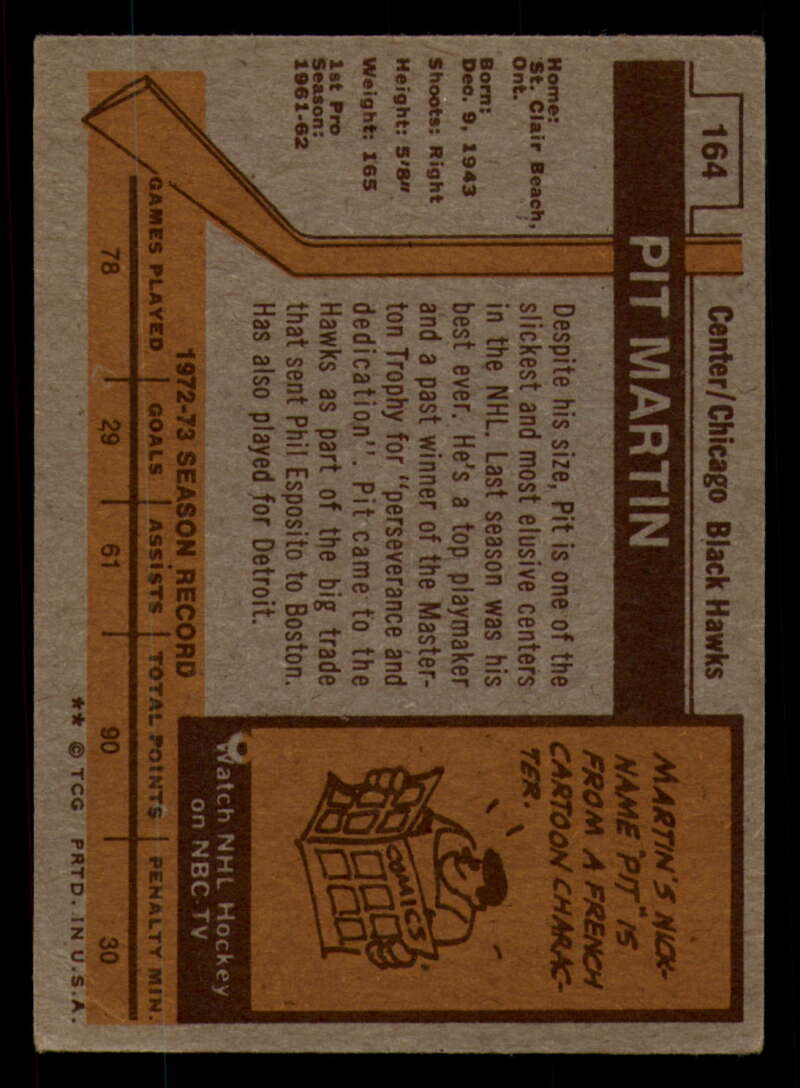 164
Center/Chicago Black Hawks
PIT MARTIN
Home:
St. Clair Beach,
Ont.
Born:
Dec. 9, 1943
Shoots: Right
Height: 5'8"
Weight: 165
1st Pro
Season:
1961-62
Despite his size, Pit is one of the
slickest and most elusive centers
in the NHL. Last season was his
best ever. He's a top playmaker
and a past winner of the Master-
ton Trophy for "perseverance and
dedication". Pit came to the
Hawks as part of the big trade
that sent Phil Esposito to Boston.
Has also played for Detroit.
MARTIN'S NICK-
NAME "PIT" IS
FROM A FRENCH
CARTOON CHARAC-
TER.
COMICS
Watch NHL Hockey
on NBC-TV
1972-73 SEASON RECORD
GAMES PLAYED GOALS ASSISTS TOTAL POINTS PENALTY MIN.
78 29 61 90 30
** © TCG PRTD. IN U.S.A.